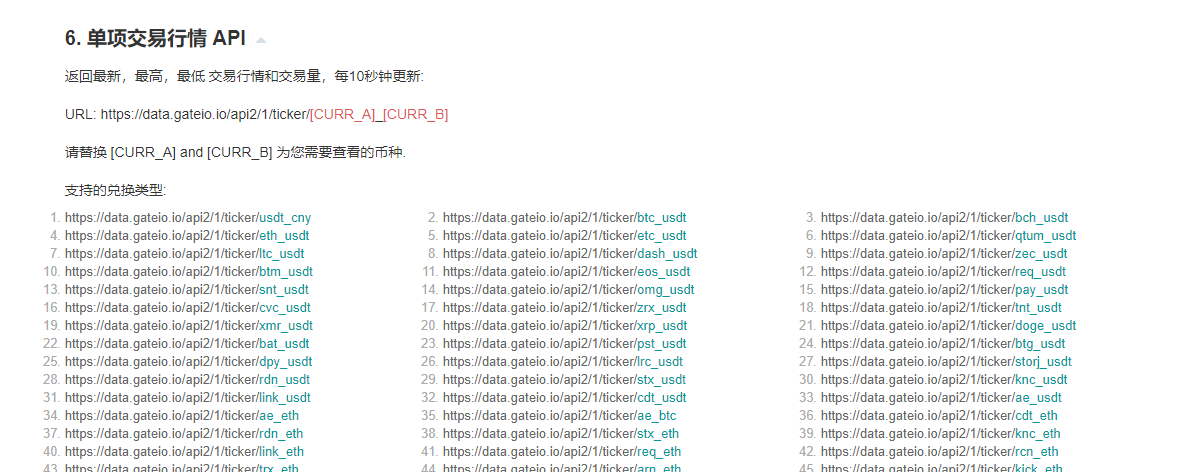 6. 单项交易行情 API
返回最新，最高，最低 交易行情和交易量，每10秒钟更新:
URL: https://data.gateio.io/api2/1/ticker/[CURR_A]_[CURR_B]
请替换 [CURR_A] and [CURR_B] 为您需要查看的币种.
支持的兑换类型:
1. https://data.gateio.io/api2/1/ticker/usdt_cny 2. https://data.gateio.io/api2/1/ticker/btc_usdt 3. https://data.gateio.io/api2/1/ticker/bch_usdt
4. https://data.gateio.io/api2/1/ticker/eth_usdt 5. https://data.gateio.io/api2/1/ticker/etc_usdt 6. https://data.gateio.io/api2/1/ticker/qtum_usdt
7. https://data.gateio.io/api2/1/ticker/ltc_usdt 8. https://data.gateio.io/api2/1/ticker/dash_usdt 9. https://data.gateio.io/api2/1/ticker/zec_usdt
10. https://data.gateio.io/api2/1/ticker/btm_usdt 11. https://data.gateio.io/api2/1/ticker/eos_usdt 12. https://data.gateio.io/api2/1/ticker/req_usdt
13. https://data.gateio.io/api2/1/ticker/snt_usdt 14. https://data.gateio.io/api2/1/ticker/omg_usdt 15. https://data.gateio.io/api2/1/ticker/pay_usdt
16. https://data.gateio.io/api2/1/ticker/cvc_usdt 17. https://data.gateio.io/api2/1/ticker/zrx_usdt 18. https://data.gateio.io/api2/1/ticker/tnt_usdt
19. https://data.gateio.io/api2/1/ticker/xmr_usdt 20. https://data.gateio.io/api2/1/ticker/xrp_usdt 21. https://data.gateio.io/api2/1/ticker/doge_usdt
22. https://data.gateio.io/api2/1/ticker/bat_usdt 23. https://data.gateio.io/api2/1/ticker/pst_usdt 24. https://data.gateio.io/api2/1/ticker/btg_usdt
25. https://data.gateio.io/api2/1/ticker/dpy_usdt 26. https://data.gateio.io/api2/1/ticker/lrc_usdt 27. https://data.gateio.io/api2/1/ticker/storj_usdt
28. https://data.gateio.io/api2/1/ticker/rdn_usdt 29. https://data.gateio.io/api2/1/ticker/stx_usdt 30. https://data.gateio.io/api2/1/ticker/knc_usdt
31. https://data.gateio.io/api2/1/ticker/link_usdt 32. https://data.gateio.io/api2/1/ticker/cdt_usdt 33. https://data.gateio.io/api2/1/ticker/ae_usdt
34. https://data.gateio.io/api2/1/ticker/ae_eth 35. https://data.gateio.io/api2/1/ticker/ae_btc 36. https://data.gateio.io/api2/1/ticker/cdt_eth
37. https://data.gateio.io/api2/1/ticker/rdn_eth 38. https://data.gateio.io/api2/1/ticker/stx_eth 39. https://data.gateio.io/api2/1/ticker/knc_eth
40. https://data.gateio.io/api2/1/ticker/link_eth 41. https://data.gateio.io/api2/1/ticker/req_eth 42. https://data.gateio.io/api2/1/ticker/rcn_eth
43. https://data.gateio.io/api2/1/ticker/trx_eth 44. https://data.gateio.io/api2/1/ticker/arn_eth 45. https://data.gateio.io/api2/1/ticker/kick_eth